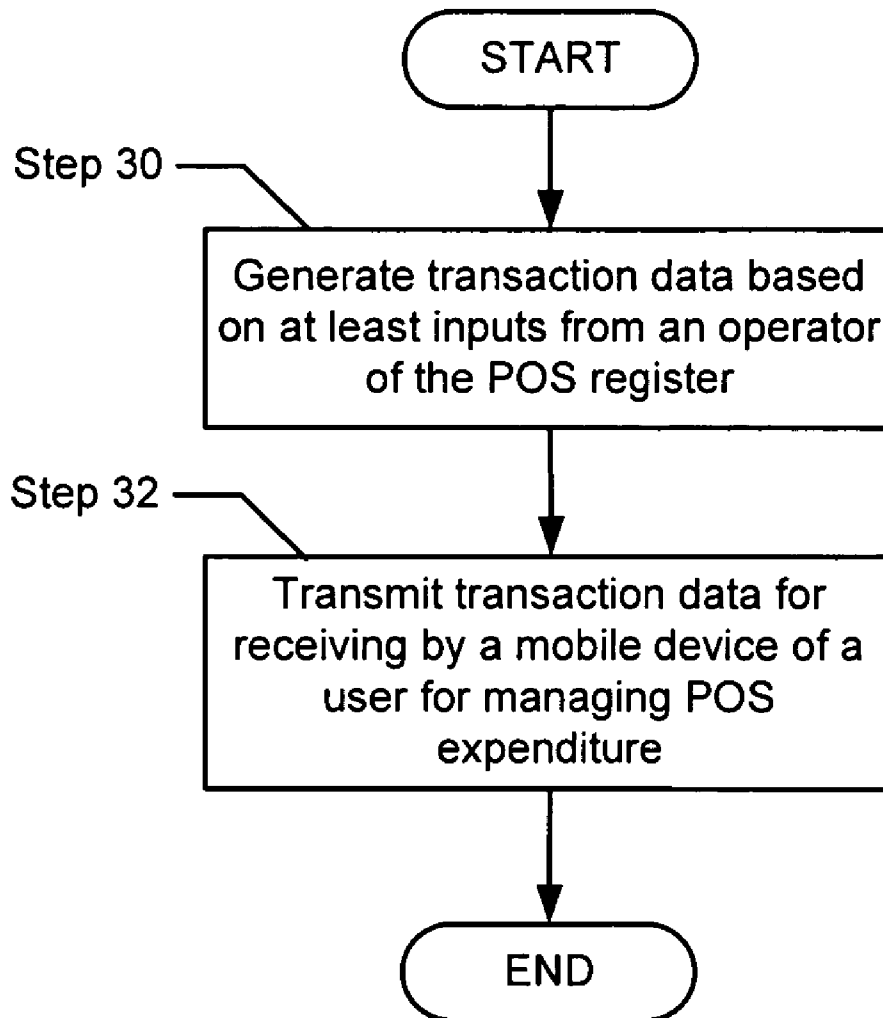 START
Step 30
Generate transaction data based
on at least inputs from an operator
of the POS register
Step 32
Transmit transaction data for
receiving by a mobile device of a
user for managing POS
expenditure
END